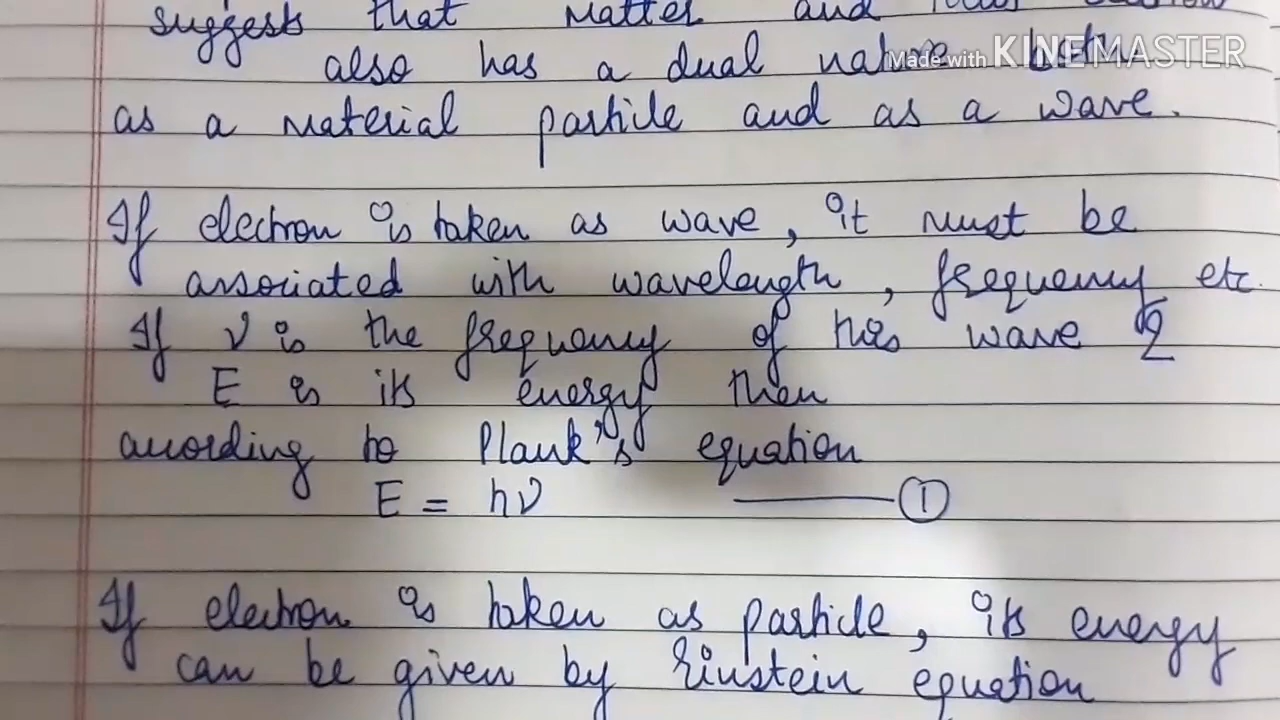 suggests that matter and
Made with KINEMASTER
also has a dual nature both
as a material particle and as a wave.
If electron is taken as wave, it must be
associated with wavelength, frequency etc.
If ν is the frequency of this wave &
E is its energy then
according to Plank's equation
E = hν ——— ①
If electron is taken as particle, its energy
can be given by Einstein equation